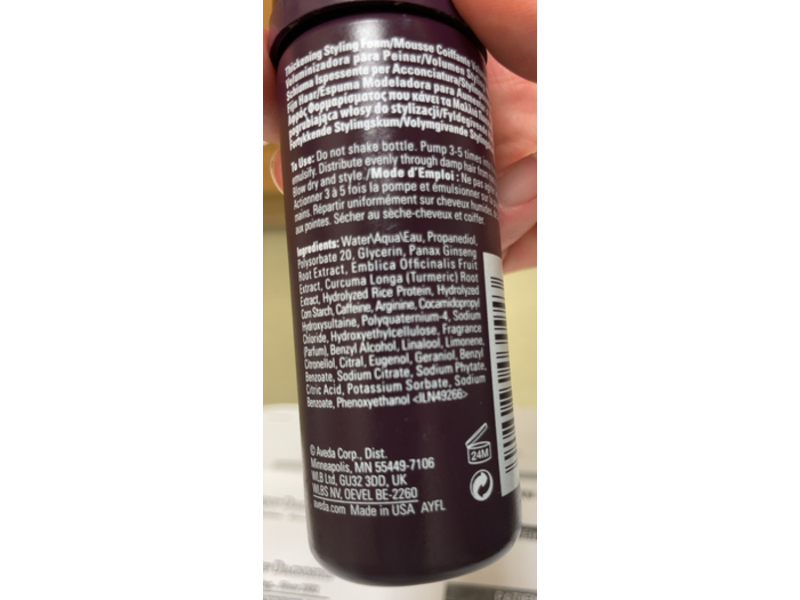 Thickening Styling Foam/Mousse Coiffante
Voluminizadora para Peinar/Volumen
Schiuma Ispessente per Acconciatura/
Fijn Haar/Espuma Modeladora para
Αφρός Φορμαρίσματος που κάνει τα Μαλλιά
pogrubiająca włosy do stylizacji/Fyldegivende
Fortykkende Stylingskum/Volymgivande
To Use: Do not shake bottle. Pump 3-5 times
emulsify. Distribute evenly through damp hair from
Blow dry and style./Mode d'Emploi : Ne pas
Actionner 3 à 5 fois la pompe et émulsionner sur
mains. Répartir uniformément sur cheveux humides,
aux pointes. Sécher au sèche-cheveux et coiffer.
Ingredients: Water\Aqua\Eau, Propanediol,
Polysorbate 20, Glycerin, Panax Ginseng
Root Extract, Emblica Officinalis Fruit
Extract, Curcuma Longa (Turmeric) Root
Extract, Hydrolyzed Rice Protein, Hydrolyzed
Corn Starch, Caffeine, Arginine, Cocamidopropyl
Hydroxysultaine, Polyquaternium-4, Sodium
Chloride, Hydroxyethylcellulose, Fragrance
(Parfum), Benzyl Alcohol, Linalool, Limonene,
Citronellol, Citral, Eugenol, Geraniol, Benzyl
Benzoate, Sodium Citrate, Sodium Phytate,
Citric Acid, Potassium Sorbate, Sodium
Benzoate, Phenoxyethanol <ILN49266>
24M
© Aveda Corp., Dist.
Minneapolis, MN 55449-7106
WLB Ltd, GU32 3DD, UK
WLBS NV, OEVEL BE-2260
aveda.com Made in USA AYFL